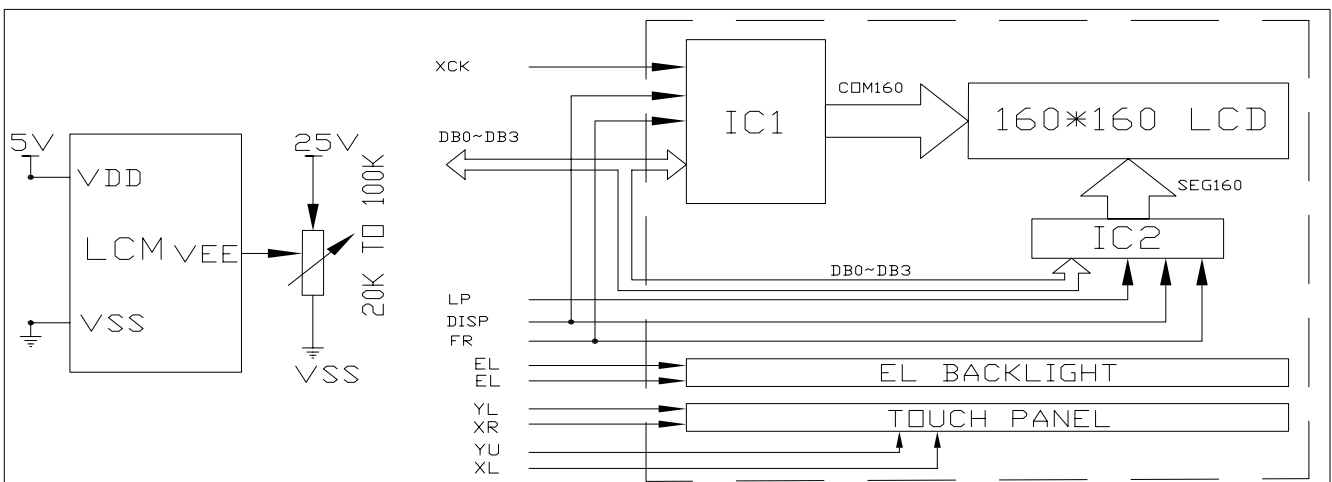 5V
VDD
LCM VEE
VSS
25V
20K TO 100K
VSS
XCK
DB0~DB3
LP
DISP
FR
EL
EL
YL
XR
YU
XL
IC1
COM160
160*160 LCD
SEG160
IC2
DB0~DB3
EL BACKLIGHT
TOUCH PANEL